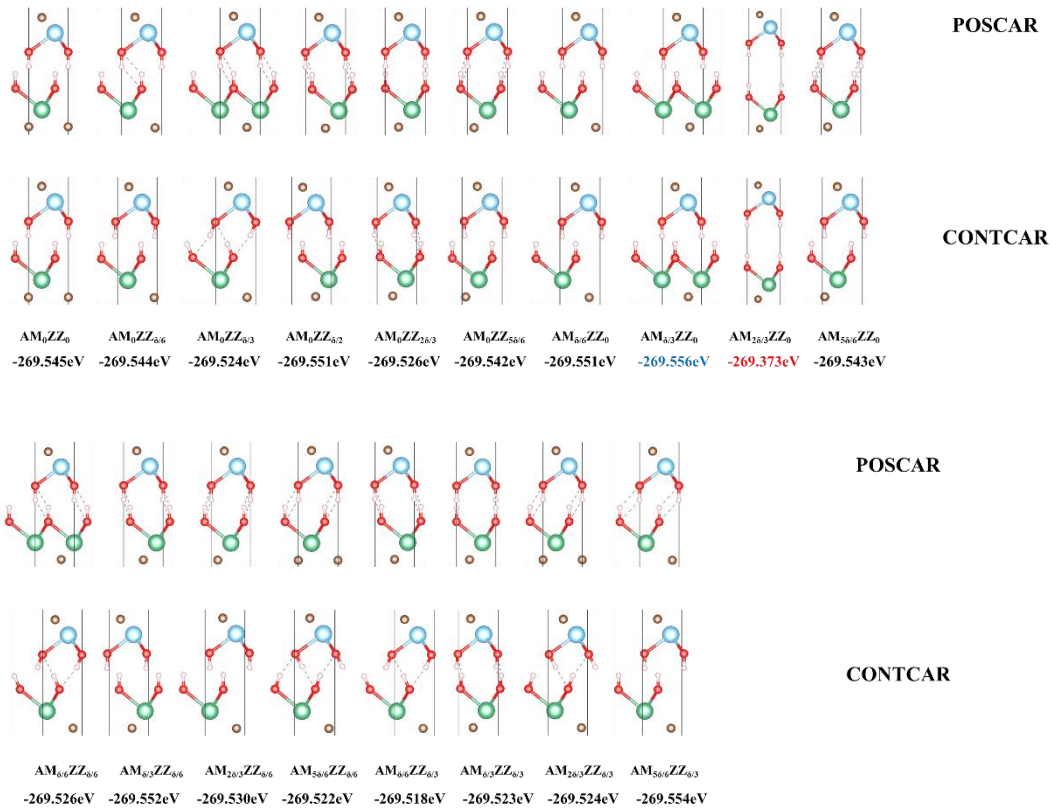 POSCAR
CONTCAR
AM₀ZZ₀ AM₀ZZδ/6 AM₀ZZδ/3 AM₀ZZδ/2 AM₀ZZ2δ/3 AM₀ZZ5δ/6 AMδ/6ZZ₀ AMδ/3ZZ₀ AM2δ/3ZZ₀ AM5δ/6ZZ₀
-269.545eV -269.544eV -269.524eV -269.551eV -269.526eV -269.542eV -269.551eV -269.556eV -269.373eV -269.543eV
POSCAR
CONTCAR
AMδ/6ZZδ/6 AMδ/3ZZδ/6 AM2δ/3ZZδ/6 AM5δ/6ZZδ/6 AMδ/6ZZδ/3 AMδ/3ZZδ/3 AM2δ/3ZZδ/3 AM5δ/6ZZδ/3
-269.526eV -269.552eV -269.530eV -269.522eV -269.518eV -269.523eV -269.524eV -269.554eV